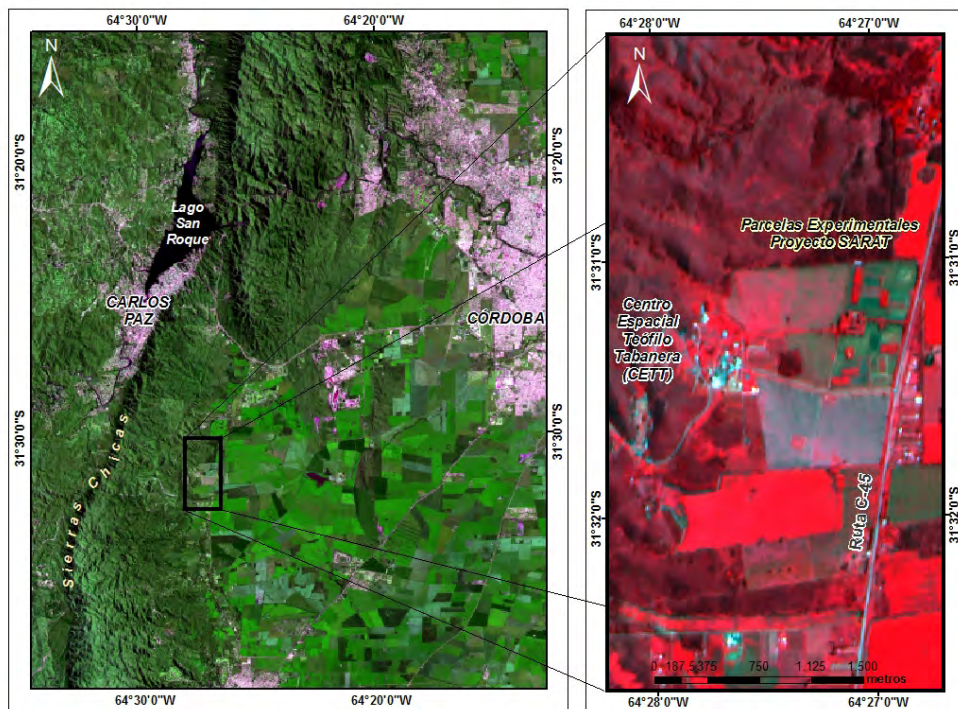 64°30'0"W
64°20'0"W
N
31°20'0"S
31°20'0"S
Lago
San
Roque
CARLOS
PAZ
CÓRDOBA
31°30'0"S
31°30'0"S
Sierras Chicas
64°30'0"W
64°20'0"W
64°28'0"W
64°27'0"W
N
Parcelas Experimentales
Proyecto SARAT
31°31'0"S
31°31'0"S
Centro
Espacial
Teófilo
Tabanera
(CETT)
Ruta C-45
31°32'0"S
31°32'0"S
0 187,5 375 750 1.125 1.500
metros
64°28'0"W
64°27'0"W